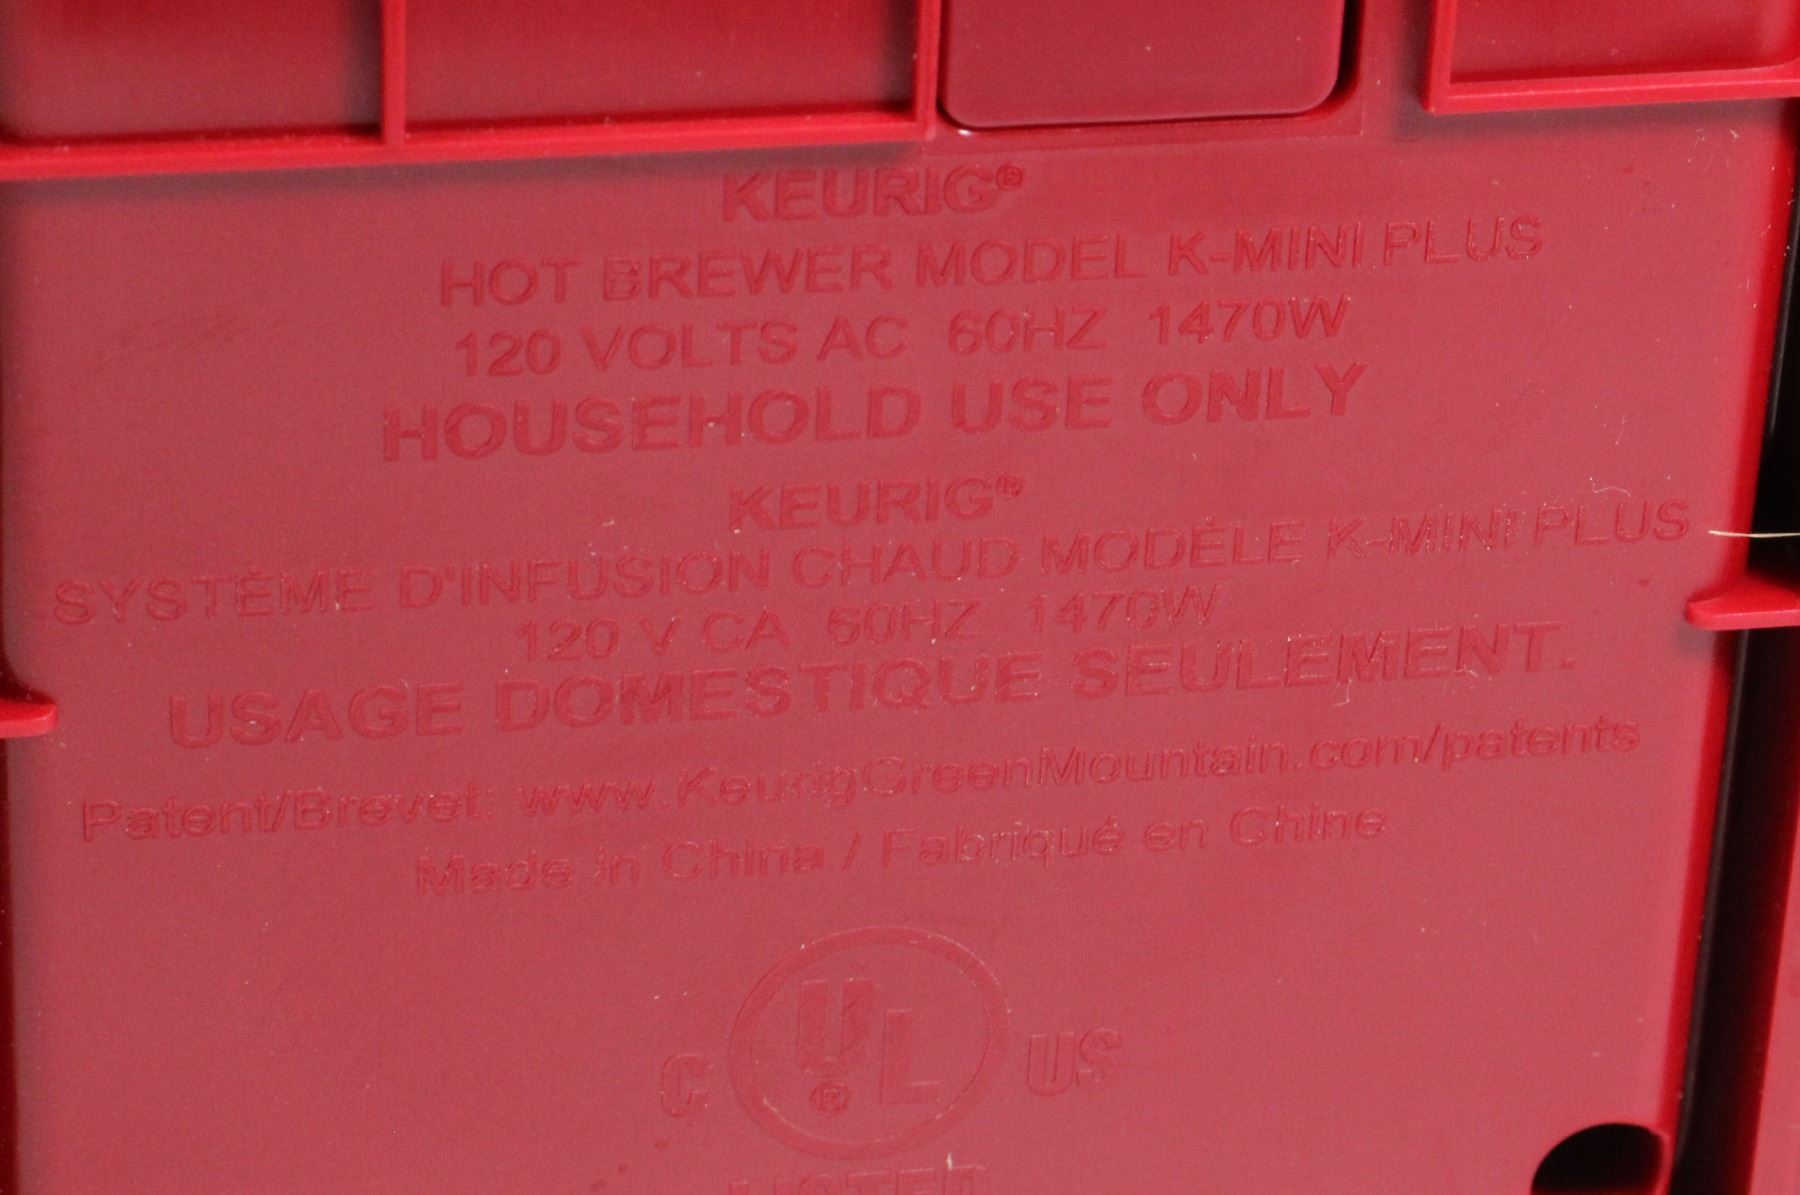 KEURIG®
HOT BREWER MODEL K-MINI PLUS
120 VOLTS AC 60HZ 1470W
HOUSEHOLD USE ONLY
KEURIG®
SYSTÈME D'INFUSION CHAUD MODÈLE K-MINI PLUS
120 V CA 60HZ 1470W
USAGE DOMESTIQUE SEULEMENT.
Patent/Brevet: www.KeurigGreenMountain.com/patents
Made in China / Fabriqué en Chine
C UL® US
LISTED